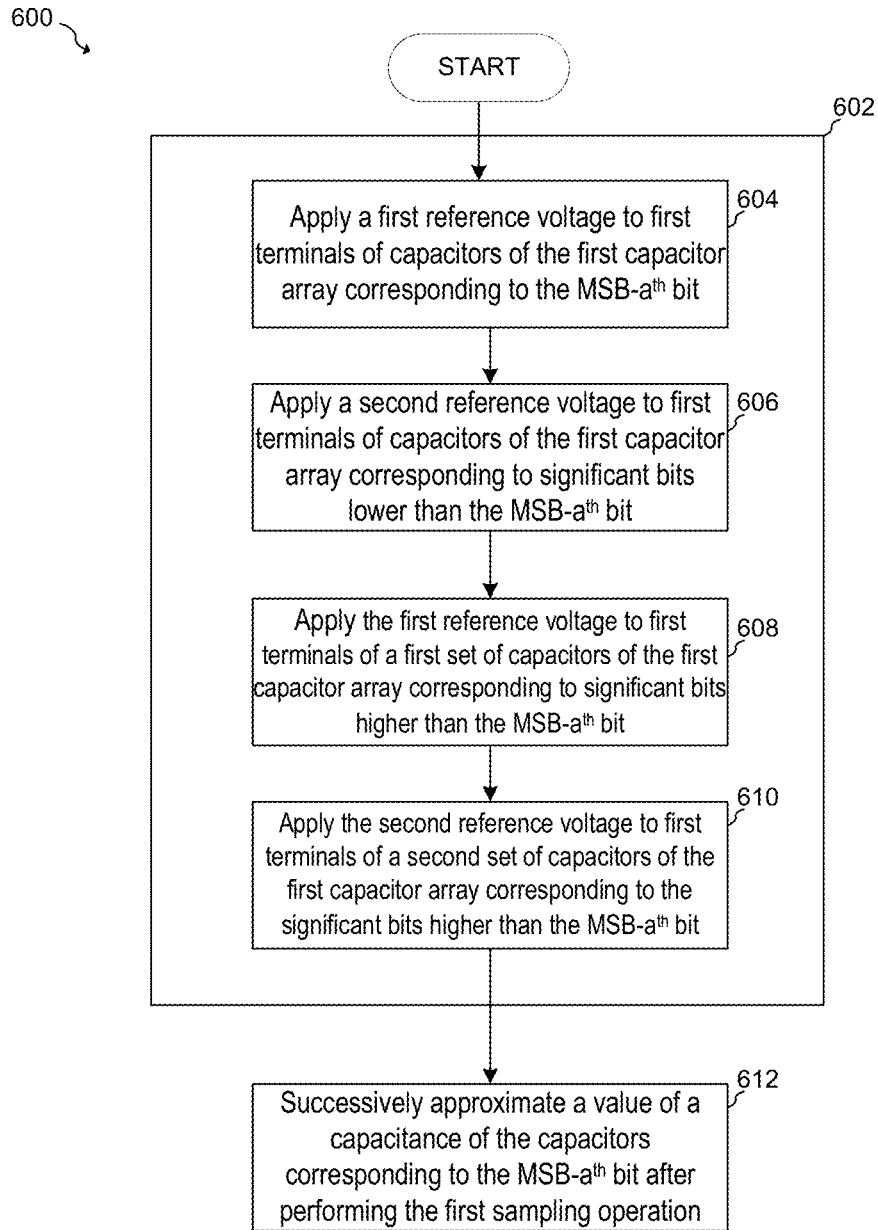 600
START
602
604
Apply a first reference voltage to first
terminals of capacitors of the first capacitor
array corresponding to the MSB-aᵗʰ bit
606
Apply a second reference voltage to first
terminals of capacitors of the first capacitor
array corresponding to significant bits
lower than the MSB-aᵗʰ bit
608
Apply the first reference voltage to first
terminals of a first set of capacitors of the first
capacitor array corresponding to significant bits
higher than the MSB-aᵗʰ bit
610
Apply the second reference voltage to first
terminals of a second set of capacitors of the
first capacitor array corresponding to the
significant bits higher than the MSB-aᵗʰ bit
612
Successively approximate a value of a
capacitance of the capacitors
corresponding to the MSB-aᵗʰ bit after
performing the first sampling operation